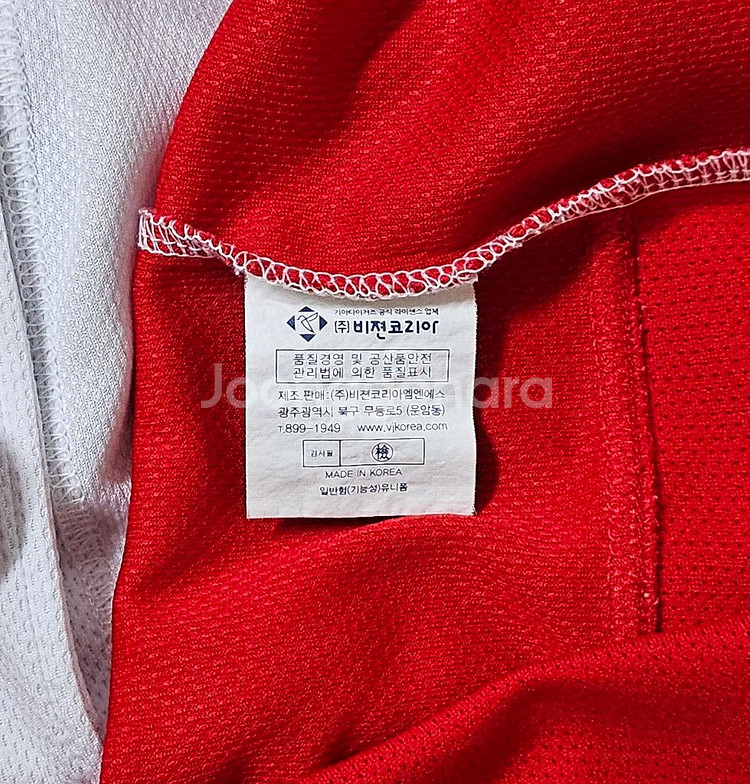 기아타이거즈 공식 라이센스 업체
(주)비젼코리아
품질경영 및 공산품안전
관리법에 의한 품질표시
제조.판매:(주)비젼코리아엠엔에스
광주광역시 북구 무등로5 (운암동)
T.899-1949 www.vjkorea.com
검사필 檢
MADE IN KOREA
일반형(기능성)유니폼